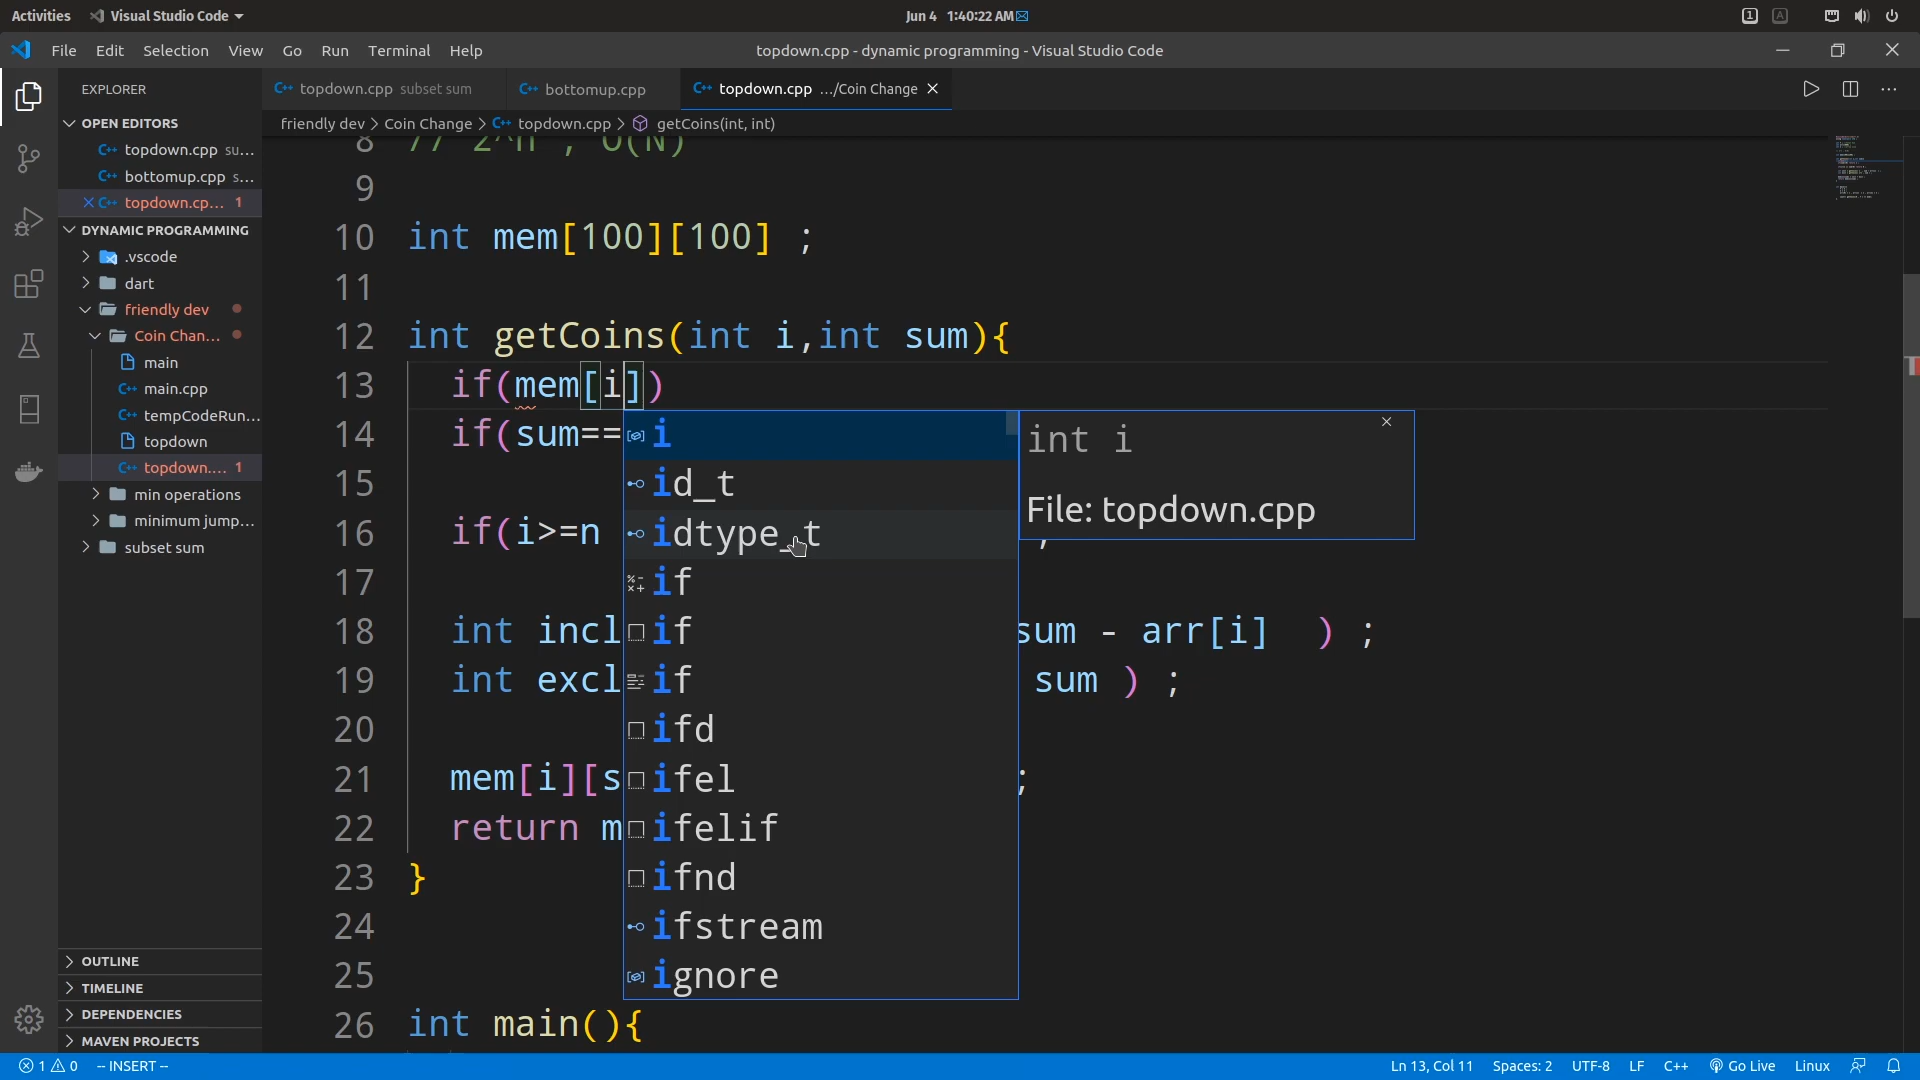 Activities Visual Studio Code Jun 4 1:40:22 AM 1 A
File Edit Selection View Go Run Terminal Help topdown.cpp - dynamic programming - Visual Studio Code
EXPLORER
topdown.cpp subset sum bottomup.cpp topdown.cpp .../Coin Change
OPEN EDITORS
topdown.cpp su...
bottomup.cpp s...
topdown.cp... 1
DYNAMIC PROGRAMMING
.vscode
dart
friendly dev
Coin Chan...
main
main.cpp
tempCodeRun...
topdown
topdown.... 1
min operations
minimum jump...
subset sum
OUTLINE
TIMELINE
DEPENDENCIES
MAVEN PROJECTS
friendly dev > Coin Change > topdown.cpp > getCoins(int, int)
8 // 2^n , O(N)
9
10 int mem[100][100] ;
11
12 int getCoins(int i,int sum){
13 if(mem[i])
14 if(sum==
15
16 if(i>=n ;
17
18 int incl sum - arr[i] ) ;
19 int excl sum ) ;
20
21 mem[i][s ;
22 return m
23 }
24
25
26 int main(){
i
id_t
idtype_t
if
if
if
ifd
ifel
ifelif
ifnd
ifstream
ignore
int i
File: topdown.cpp
1 0 -- INSERT -- Ln 13, Col 11 Spaces: 2 UTF-8 LF C++ Go Live Linux